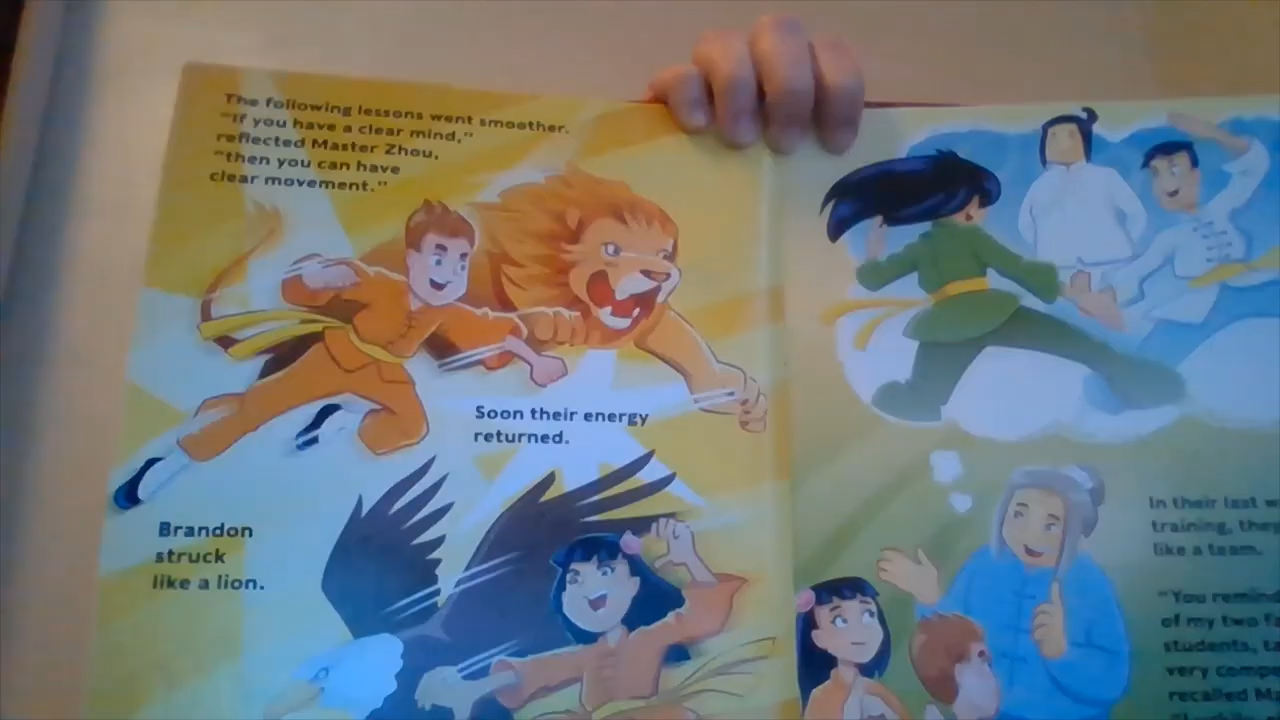 The following lessons went smoother.
"If you have a clear mind,"
reflected Master Zhou,
"then you can have
clear movement."
Soon their energy
returned.
Brandon
struck
like a lion.
In their last
training, they
like a team.
"You remind
of my two
students,
very
recalled